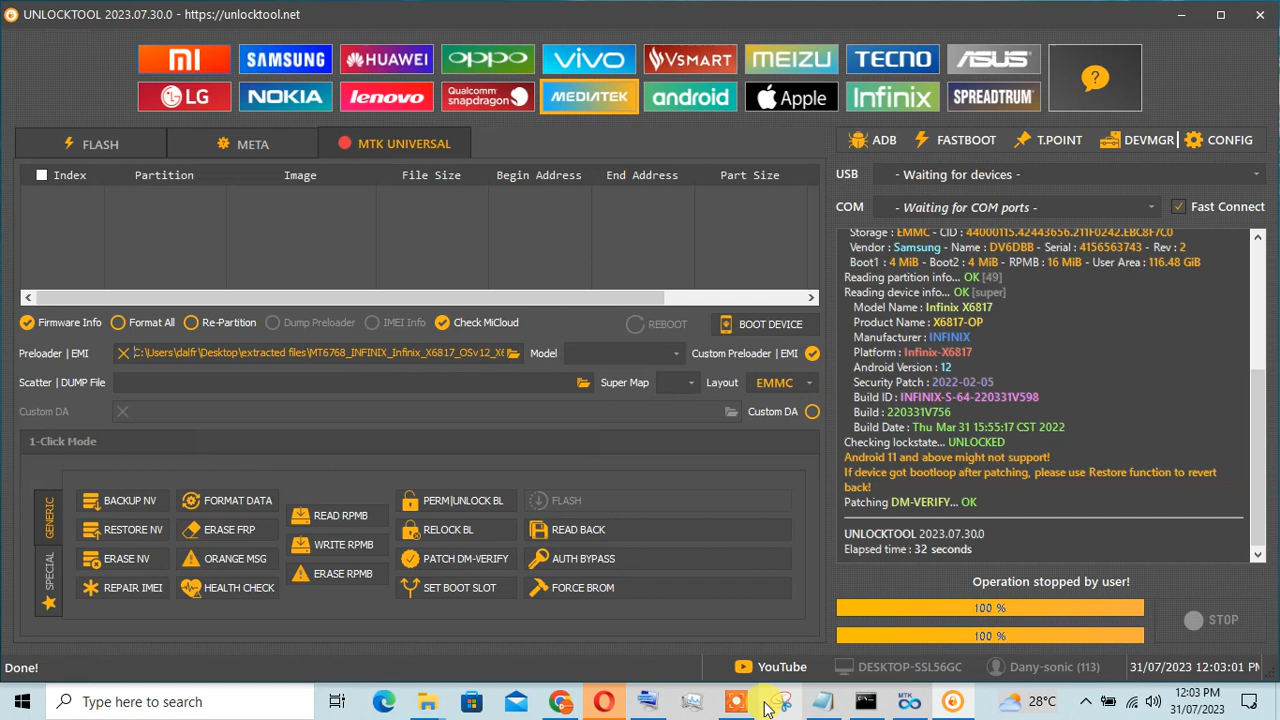 UNLOCKTOOL 2023.07.30.0 - https://unlocktool.net
mi SAMSUNG HUAWEI oppo vivo VSMART MEIZU TECNO ASUS
LG NOKIA lenovo Qualcomm snapdragon MEDIATEK android Apple Infinix SPREADTRUM
?
FLASH META MTK UNIVERSAL
ADB FASTBOOT T.POINT DEVMGR CONFIG
Index Partition Image File Size Begin Address End Address Part Size
USB - Waiting for devices -
COM - Waiting for COM ports - Fast Connect
Storage : EMMC - CID : 44000115.42443656.211F0242.EBC8F7C0
Vendor : Samsung - Name : DV6DBB - Serial : 4156563743 - Rev : 2
Boot1 : 4 MiB - Boot2 : 4 MiB - RPMB : 16 MiB - User Area : 116.48 GiB
Reading partition info... OK [49]
Reading device info... OK [super]
Model Name : Infinix X6817
Product Name : X6817-OP
Manufacturer : INFINIX
Platform : Infinix-X6817
Android Version : 12
Security Patch : 2022-02-05
Build ID : INFINIX-S-64-220331V598
Build : 220331V756
Build Date : Thu Mar 31 15:55:17 CST 2022
Checking lockstate... UNLOCKED
Android 11 and above might not support!
If device got bootloop after patching, please use Restore function to revert
back!
Patching DM-VERIFY... OK
UNLOCKTOOL 2023.07.30.0
Elapsed time : 32 seconds
Firmware Info Format All Re-Partition Dump Preloader IMEI Info Check MiCloud REBOOT BOOT DEVICE
Preloader | EMI C:\Users\dalfr\Desktop\extracted files\MT6768_INFINIX_Infinix_X6817_OSv12_X6 Model Custom Preloader | EMI
Scatter | DUMP File Super Map Layout EMMC
Custom DA Custom DA
1-Click Mode
GENERIC
SPECIAL
BACKUP NV FORMAT DATA READ RPMB PERM|UNLOCK BL FLASH
RESTORE NV ERASE FRP WRITE RPMB RELOCK BL READ BACK
ERASE NV ORANGE MSG ERASE RPMB PATCH DM-VERIFY AUTH BYPASS
REPAIR IMEI HEALTH CHECK SET BOOT SLOT FORCE BROM
Operation stopped by user!
100 %
100 %
STOP
Done! YouTube DESKTOP-SSL56GC Dany-sonic (113) 31/07/2023 12:03:01 PM
Type here to search MTK 28°C 12:03 PM
31/07/2023